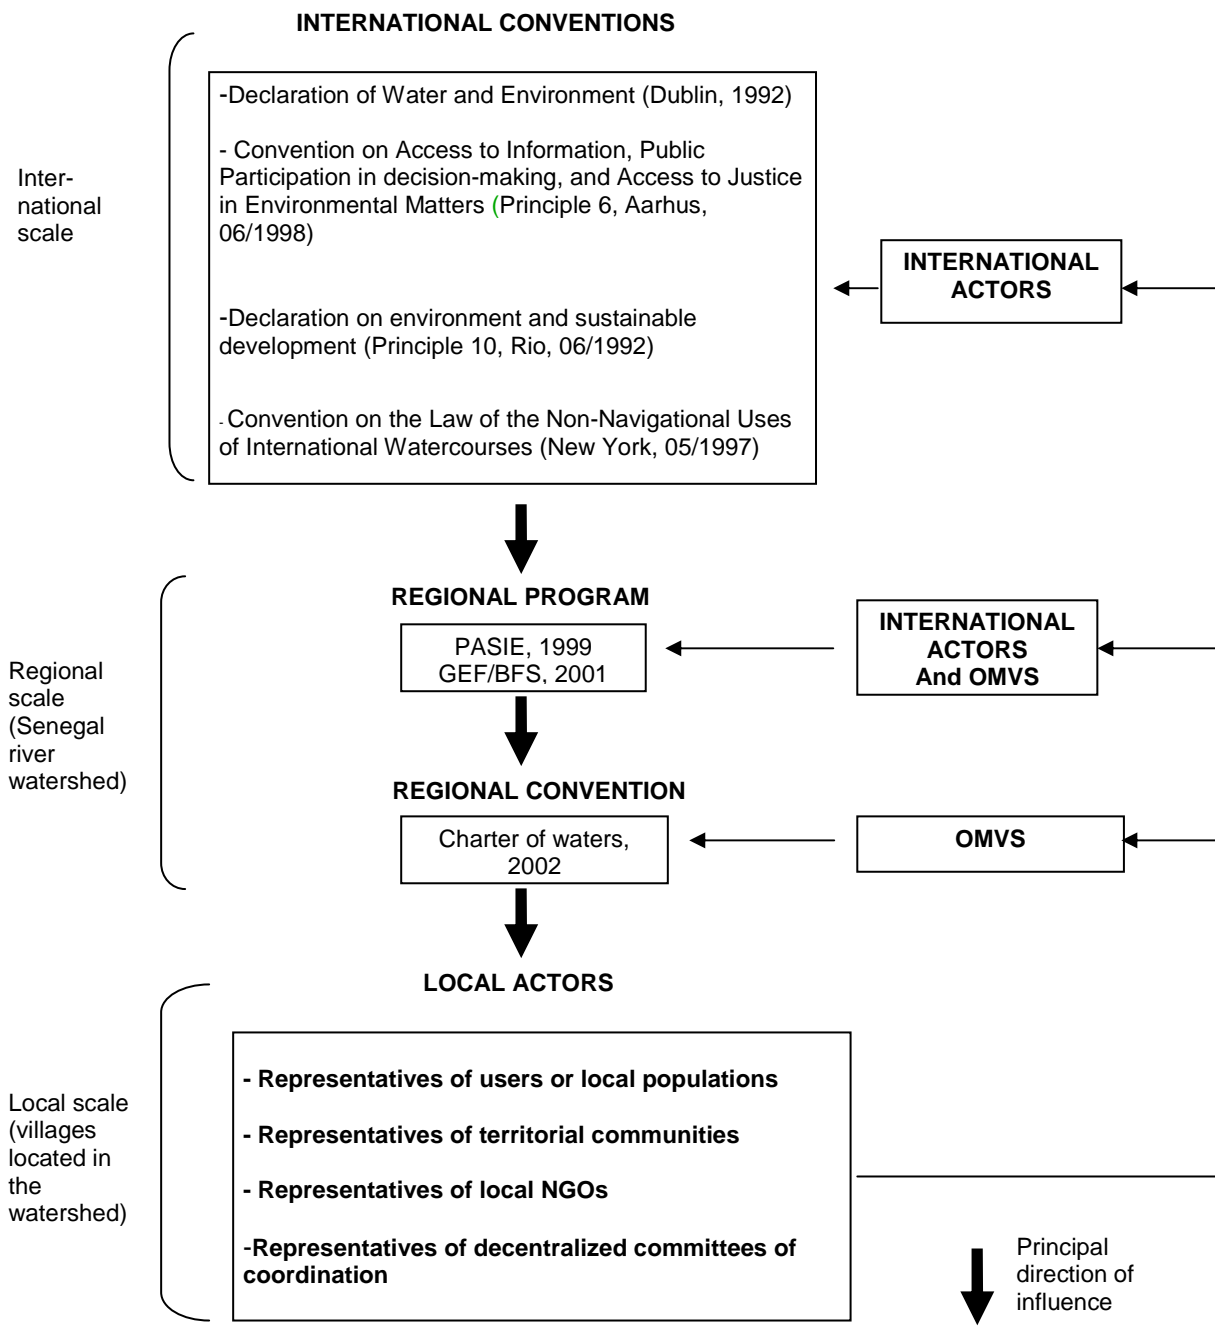 INTERNATIONAL CONVENTIONS
Inter-
national
scale
-Declaration of Water and Environment (Dublin, 1992)
- Convention on Access to Information, Public
Participation in decision-making, and Access to Justice
in Environmental Matters (Principle 6, Aarhus,
06/1998)
-Declaration on environment and sustainable
development (Principle 10, Rio, 06/1992)
- Convention on the Law of the Non-Navigational Uses
of International Watercourses (New York, 05/1997)
INTERNATIONAL
ACTORS
Regional
scale
(Senegal
river
watershed)
REGIONAL PROGRAM
PASIE, 1999
GEF/BFS, 2001
INTERNATIONAL
ACTORS
And OMVS
REGIONAL CONVENTION
Charter of waters,
2002
OMVS
LOCAL ACTORS
Local scale
(villages
located in
the
watershed)
- Representatives of users or local populations
- Representatives of territorial communities
- Representatives of local NGOs
-Representatives of decentralized committees of
coordination
Principal
direction of
influence